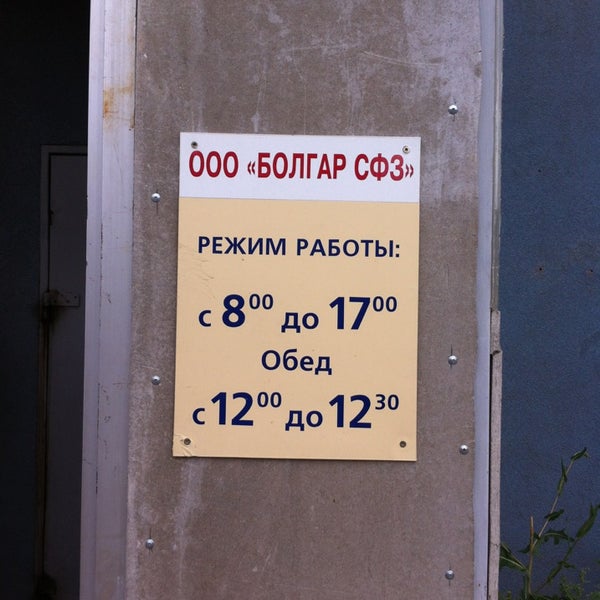 ООО «БОЛГАР СФЗ»
РЕЖИМ РАБОТЫ:
с 8⁰⁰ до 17⁰⁰
Обед
с 12⁰⁰ до 12³⁰